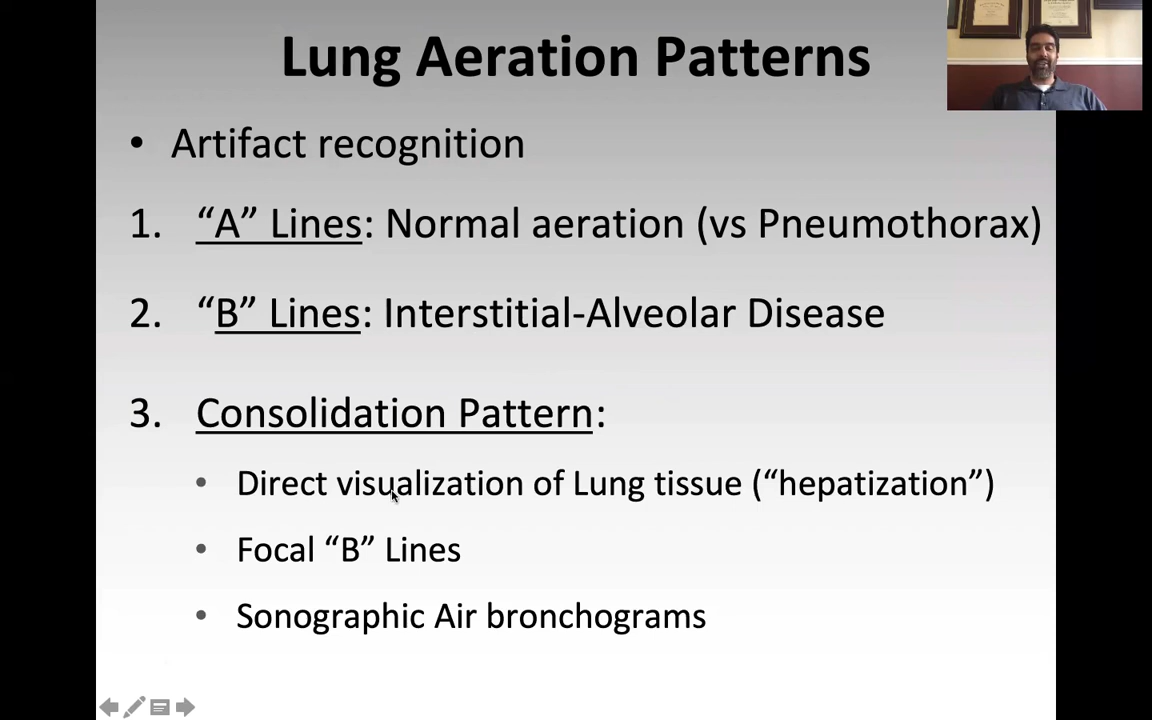 Lung Aeration Patterns
• Artifact recognition
1. “A” Lines: Normal aeration (vs Pneumothorax)
2. “B” Lines: Interstitial-Alveolar Disease
3. Consolidation Pattern:
• Direct visualization of Lung tissue (“hepatization”)
• Focal “B” Lines
• Sonographic Air bronchograms